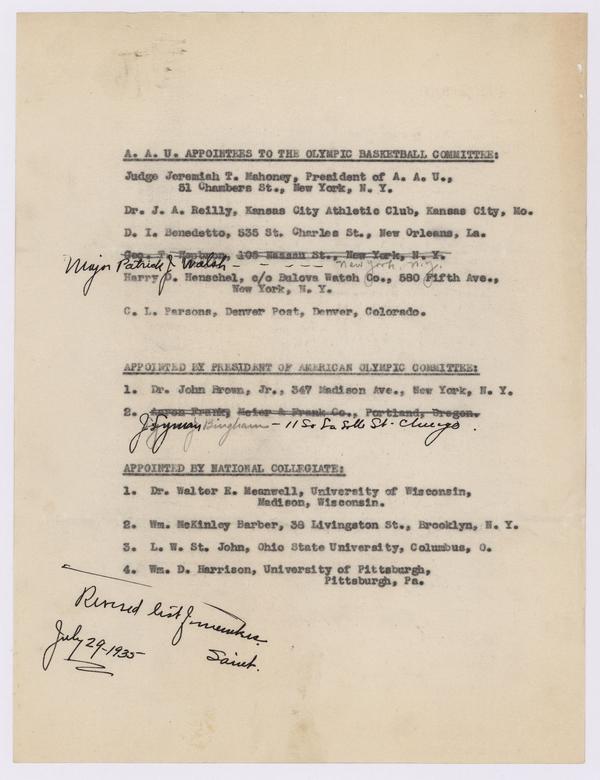 A. A. U. APPOINTEES TO THE OLYMPIC BASKETBALL COMMITTEE:
Judge Jeremiah T. Mahoney, President of A. A. U.,
51 Chambers St., New York, N. Y.
Dr. J. A. Reilly, Kansas City Athletic Club, Kansas City, Mo.
D. I. Benedetto, 535 St. Charles St., New Orleans, La.
Geo. T. Hepbron, 105 Nassau St., New York, N. Y.
Major Patrick J. Walsh - - - - - - New York, N.Y.
Harry D. Henschel, c/o Bulova Watch Co., 580 Fifth Ave.,
New York, N. Y.
C. L. Parsons, Denver Post, Denver, Colorado.
APPOINTED BY PRESIDENT OF AMERICAN OLYMPIC COMMITTEE:
1. Dr. John Brown, Jr., 347 Madison Ave., New York, N. Y.
2. Aaron Frank, Meier & Frank Co., Portland, Oregon.
J Lyman Bingham - 11 So La Salle St. Chicago.
APPOINTED BY NATIONAL COLLEGIATE:
1. Dr. Walter E. Meanwell, University of Wisconsin,
Madison, Wisconsin.
2. Wm. McKinley Barber, 38 Livingston St., Brooklyn, N. Y.
3. L. W. St. John, Ohio State University, Columbus, O.
4. Wm. D. Harrison, University of Pittsburgh,
Pittsburgh, Pa.
Revised list
July 29-1935